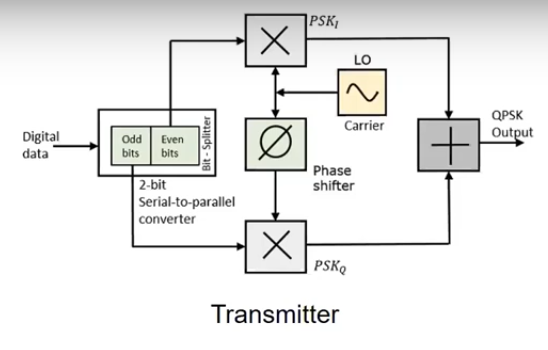 PSK_I
LO
Carrier
Digital
data
Odd
bits
Even
bits
Bit - Splitter
2-bit
Serial-to-parallel
converter
Phase
shifter
QPSK
Output
PSK_Q
Transmitter